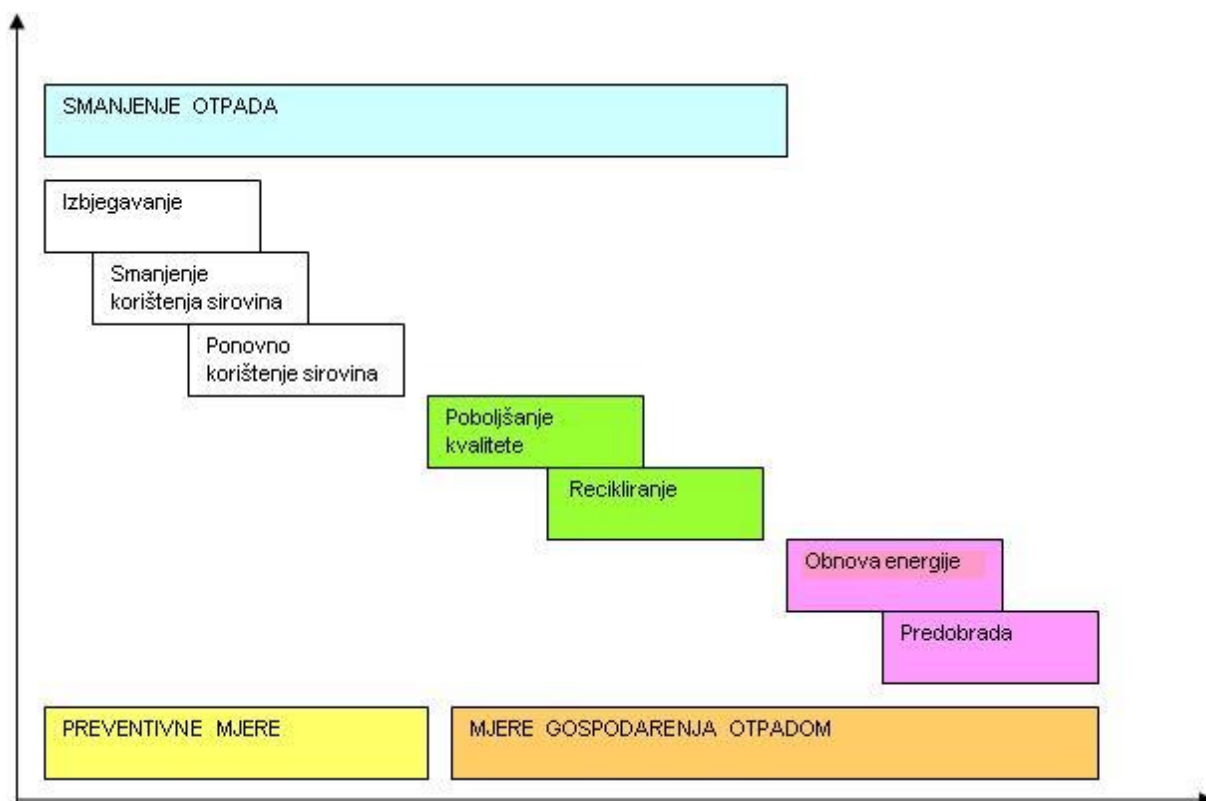 SMANJENJE OTPADA
Izbjegavanje
Smanjenje
korištenja sirovina
Ponovno
korištenje sirovina
Poboljšanje
kvalitete
Recikliranje
Obnova energije
Predobrada
PREVENTIVNE MJERE
MJERE GOSPODARENJA OTPADOM